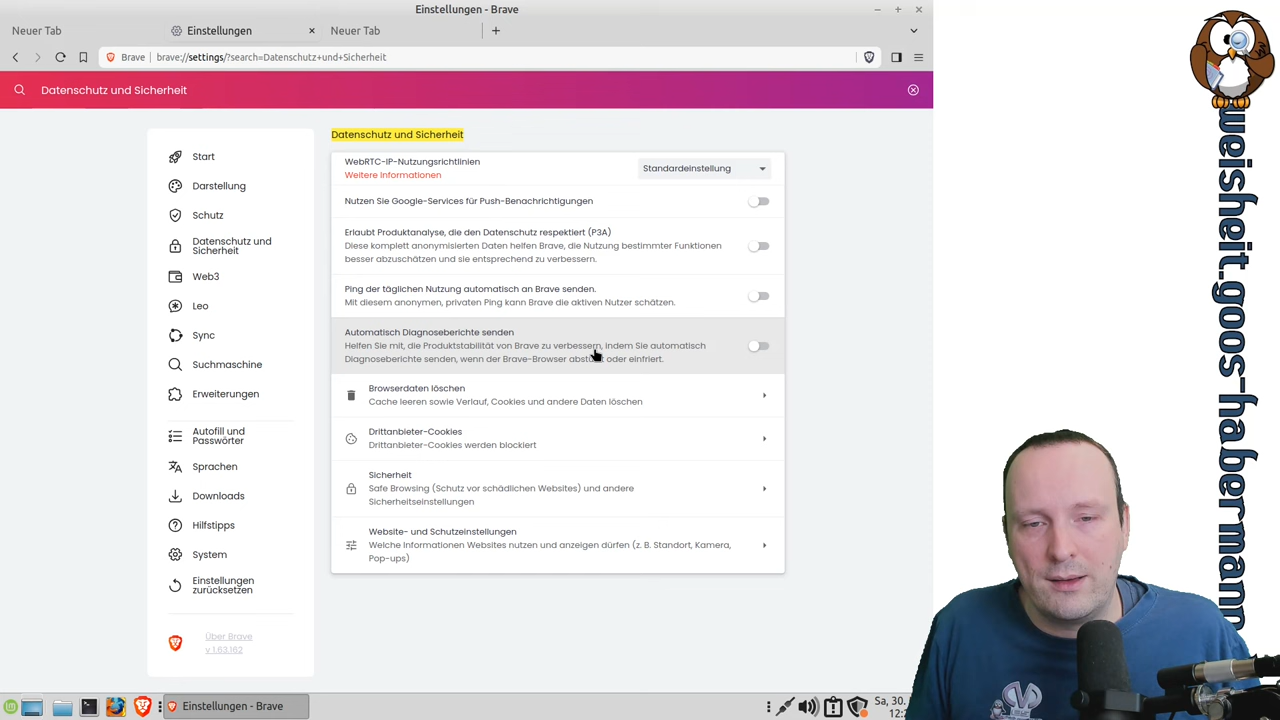 Einstellungen - Brave
Neuer Tab
Einstellungen
Neuer Tab
Brave
brave://settings/?search=Datenschutz+und+Sicherheit
Datenschutz und Sicherheit
Start
Darstellung
Schutz
Datenschutz und
Sicherheit
Web3
Leo
Sync
Suchmaschine
Erweiterungen
Autofill und
Passwörter
Sprachen
Downloads
Hilfstipps
System
Einstellungen
zurücksetzen
Über Brave
v 1.63.162
Datenschutz und Sicherheit
WebRTC-IP-Nutzungsrichtlinien
Weitere Informationen
Standardeinstellung
Nutzen Sie Google-Services für Push-Benachrichtigungen
Erlaubt Produktanalyse, die den Datenschutz respektiert (P3A)
Diese komplett anonymisierten Daten helfen Brave, die Nutzung bestimmter Funktionen
besser abzuschätzen und sie entsprechend zu verbessern.
Ping der täglichen Nutzung automatisch an Brave senden.
Mit diesem anonymen, privaten Ping kann Brave die aktiven Nutzer schätzen.
Automatisch Diagnoseberichte senden
Helfen Sie mit, die Produktstabilität von Brave zu verbessern, indem Sie automatisch
Diagnoseberichte senden, wenn der Brave-Browser abstürzt oder einfriert.
Browserdaten löschen
Cache leeren sowie Verlauf, Cookies und andere Daten löschen
Drittanbieter-Cookies
Drittanbieter-Cookies werden blockiert
Sicherheit
Safe Browsing (Schutz vor schädlichen Websites) und andere
Sicherheitseinstellungen
Website- und Schutzeinstellungen
Welche Informationen Websites nutzen und anzeigen dürfen (z. B. Standort, Kamera,
Pop-ups)
Einstellungen - Brave
Sa, 30.
weisheit.goos-habermann